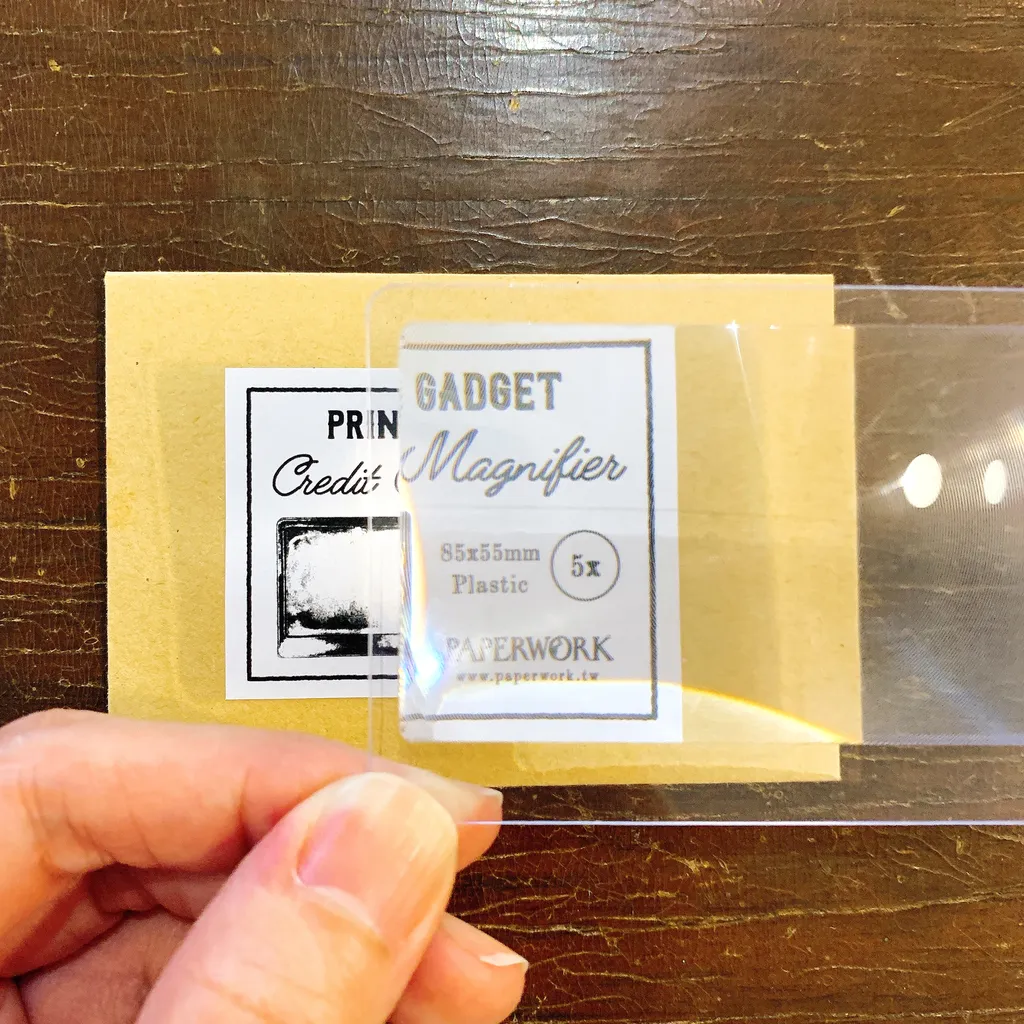 PRIN GADGET
Credit Magnifier
85x55mm
Plastic
5x
PAPERWORK
www.paperwork.tw